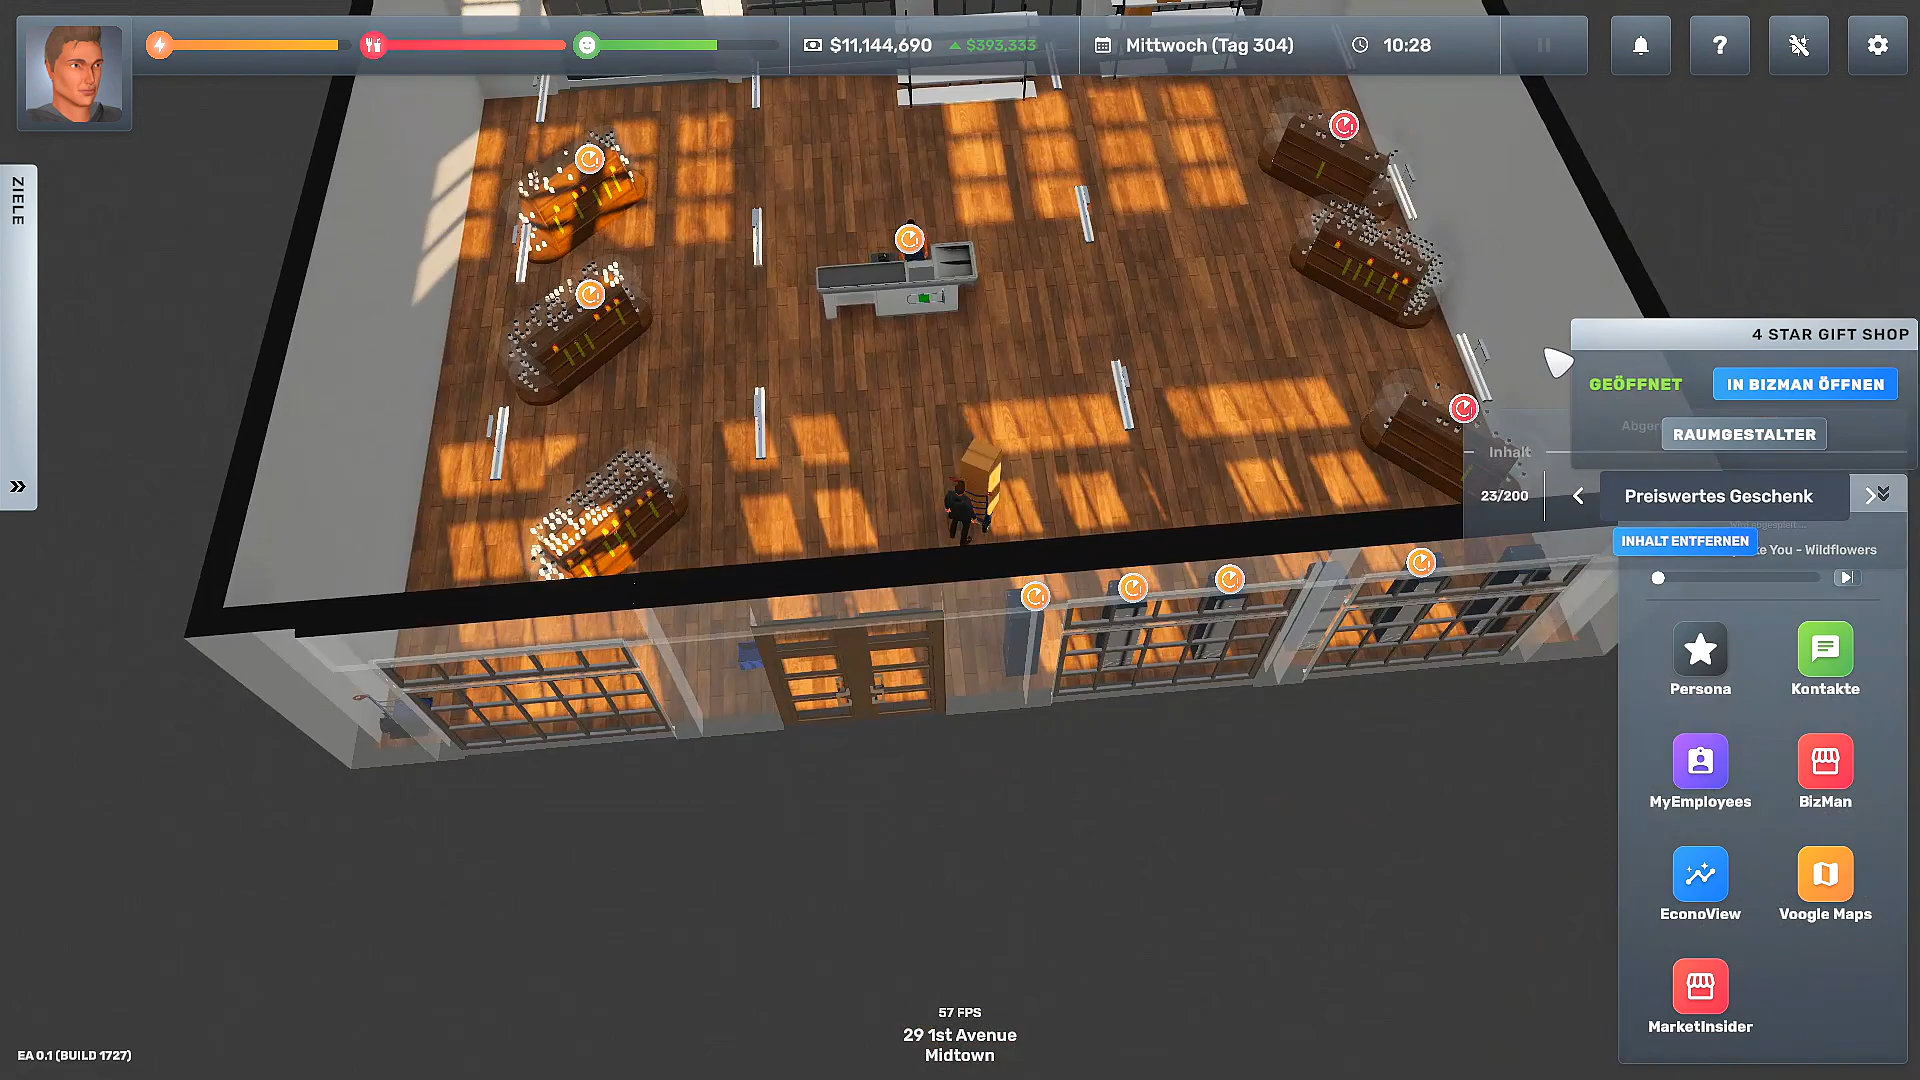 $11,144,690
$393,333
Mittwoch (Tag 304)
10:28
?
ZIELE
4 STAR GIFT SHOP
GEÖFFNET
IN BIZMAN ÖFFNEN
RAUMGESTALTER
Inhalt
23/200
Preiswertes Geschenk
Wird abgespielt ...
INHALT ENTFERNEN
You - Wildflowers
Persona
Kontakte
MyEmployees
BizMan
EconoView
Voogle Maps
MarketInsider
57 FPS
29 1st Avenue
Midtown
EA 0.1 (BUILD 1727)